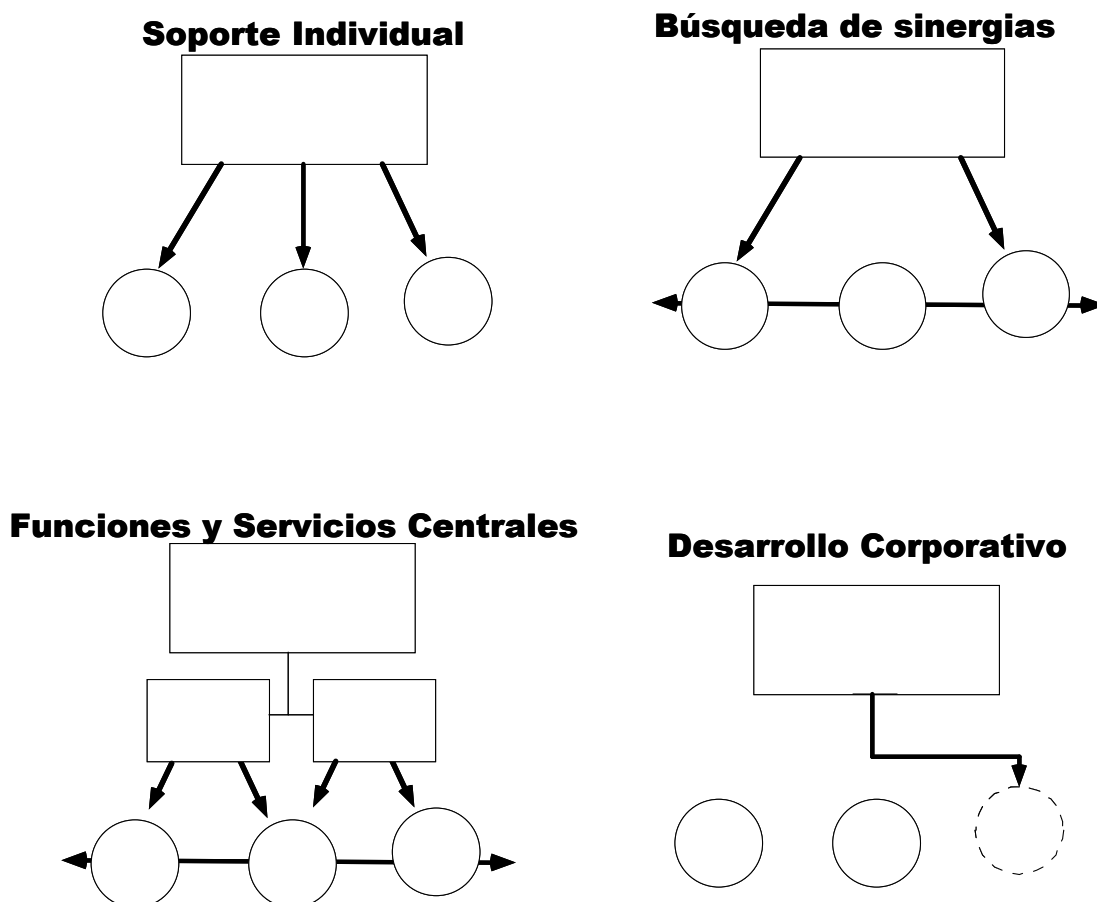 Soporte Individual
Búsqueda de sinergias
Funciones y Servicios Centrales
Desarrollo Corporativo